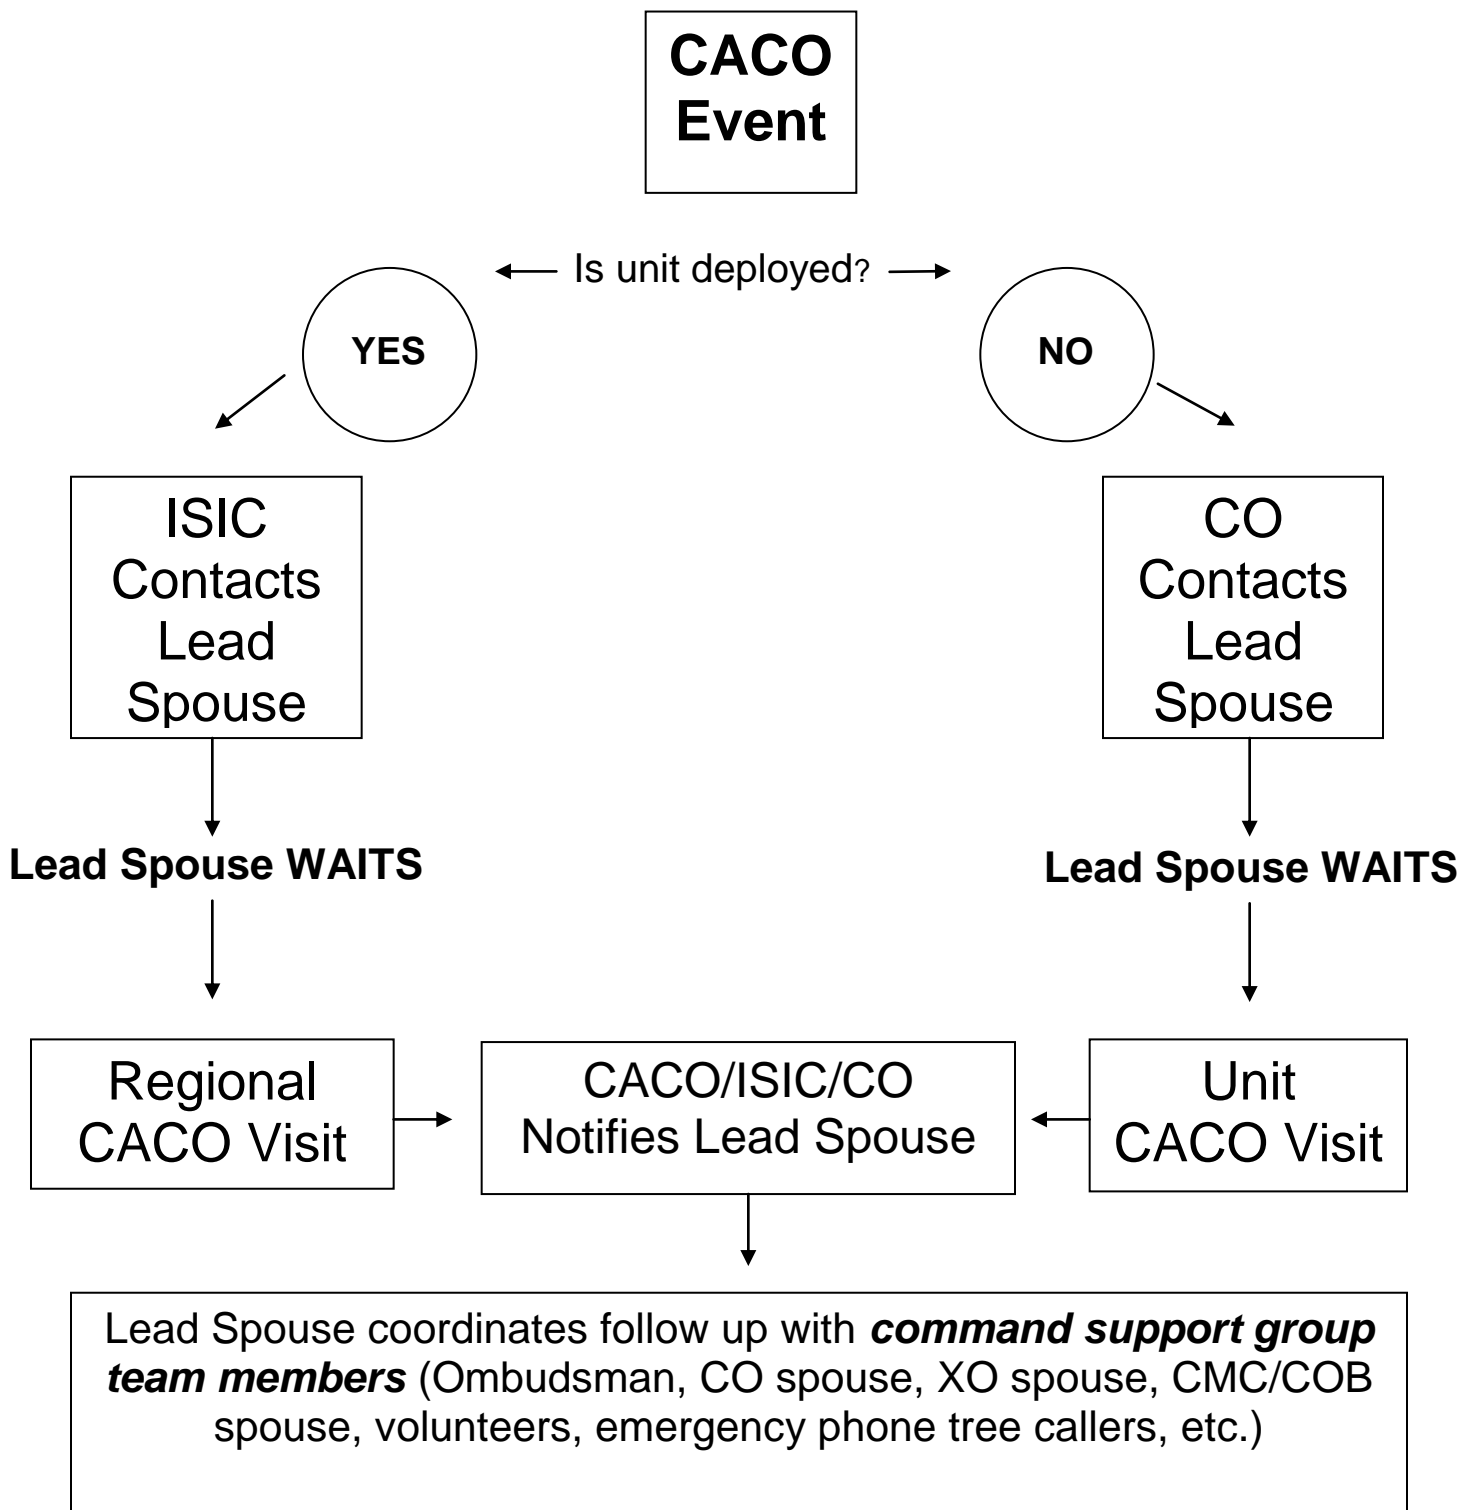 CACO
Event
Is unit deployed?
YES
NO
ISIC
Contacts
Lead
Spouse
CO
Contacts
Lead
Spouse
Lead Spouse WAITS
Lead Spouse WAITS
Regional
CACO Visit
CACO/ISIC/CO
Notifies Lead Spouse
Unit
CACO Visit
Lead Spouse coordinates follow up with command support group
team members (Ombudsman, CO spouse, XO spouse, CMC/COB
spouse, volunteers, emergency phone tree callers, etc.)